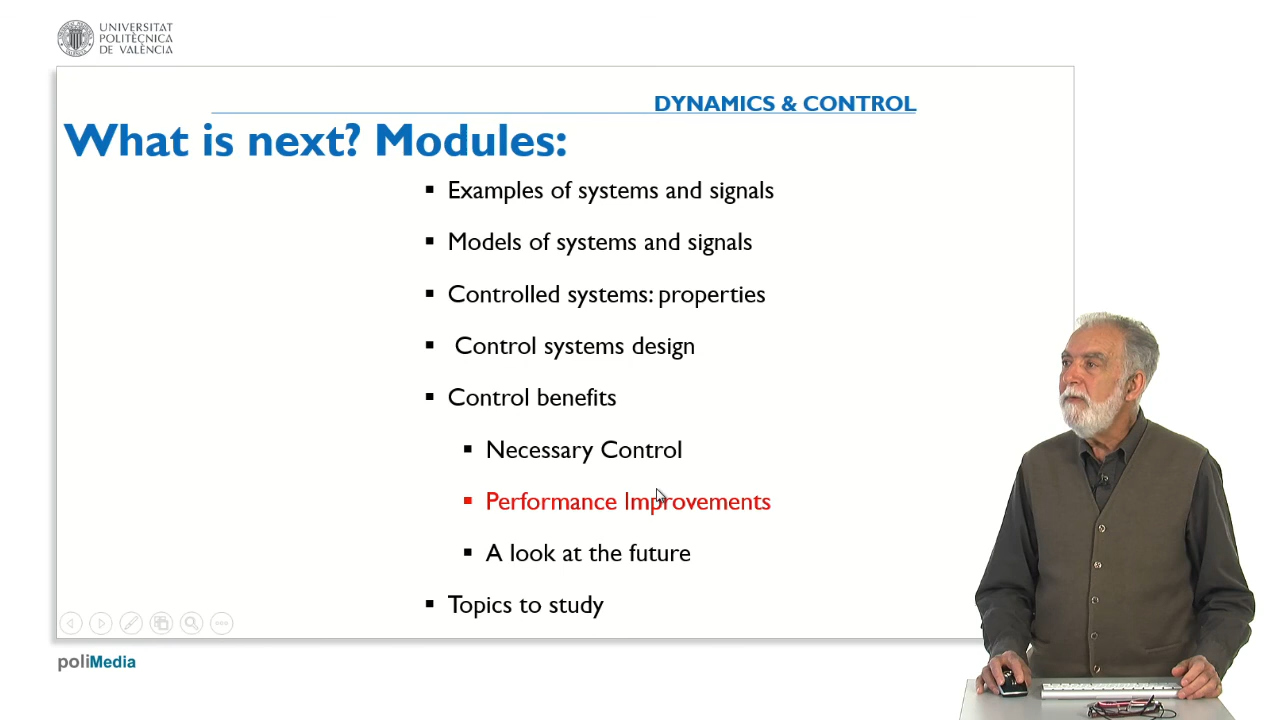 UNIVERSITAT
POLITÈCNICA
DE VALÈNCIA
DYNAMICS & CONTROL
What is next? Modules:
Examples of systems and signals
Models of systems and signals
Controlled systems: properties
Control systems design
Control benefits
Necessary Control
Performance Improvements
A look at the future
Topics to study
poliMedia